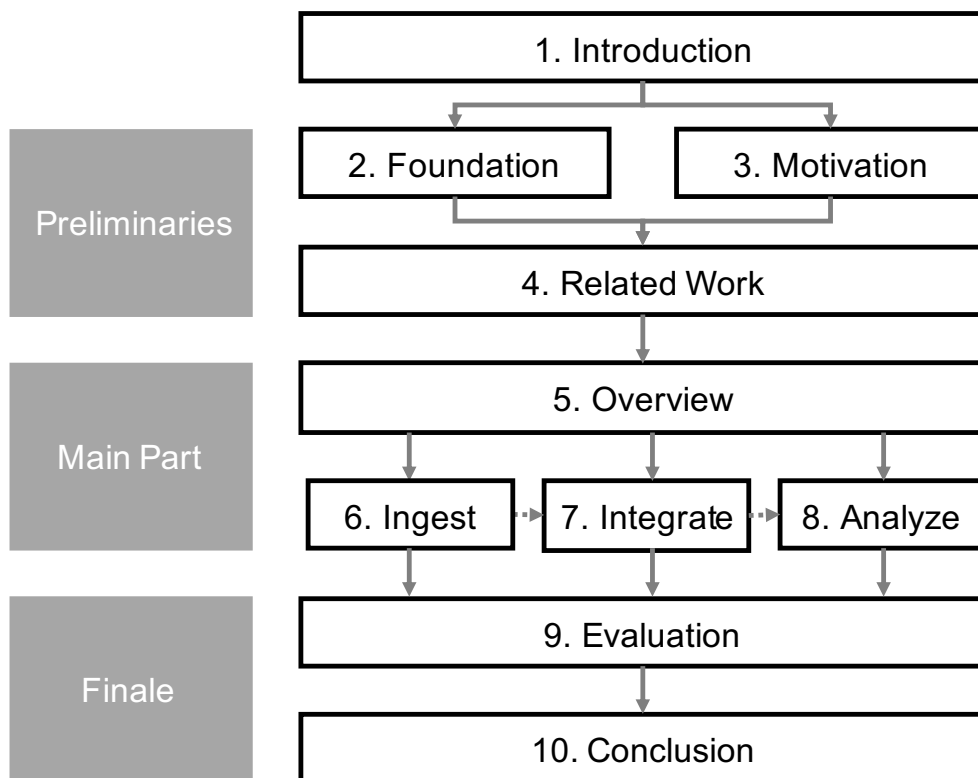 1. Introduction
2. Foundation
3. Motivation
Preliminaries
4. Related Work
5. Overview
Main Part
6. Ingest
7. Integrate
8. Analyze
9. Evaluation
Finale
10. Conclusion